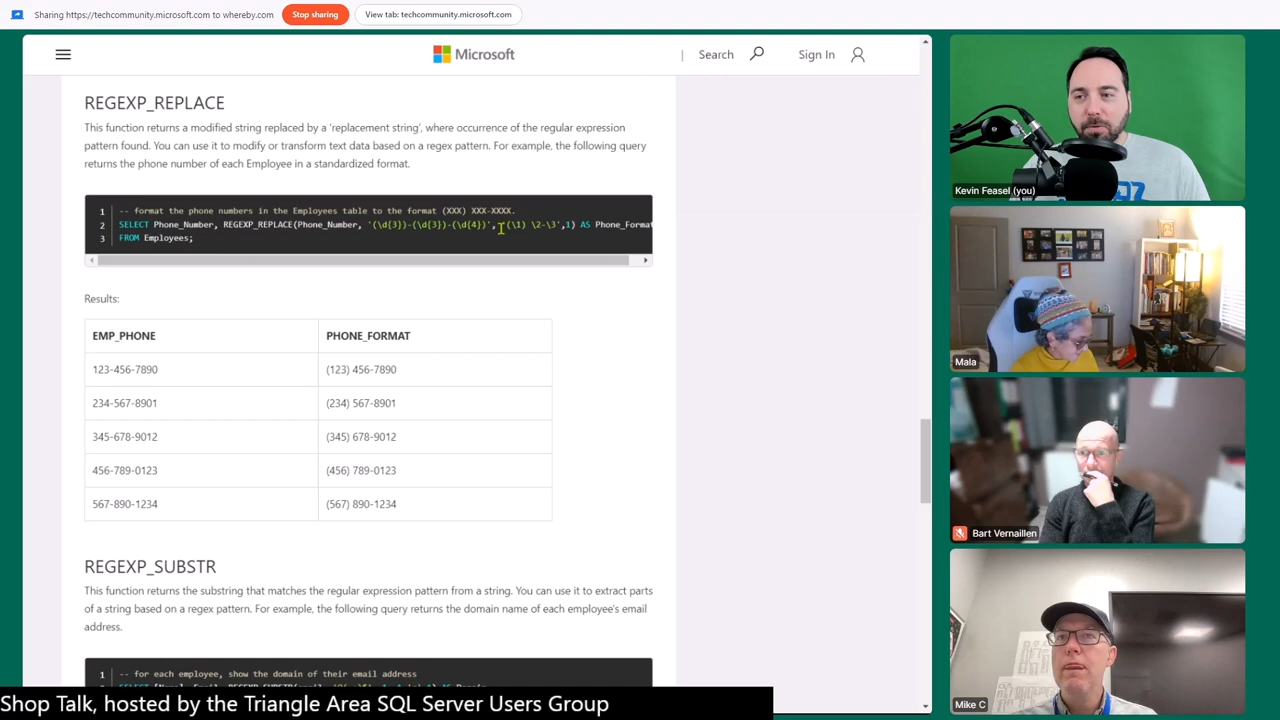 Sharing https://techcommunity.microsoft.com to whereby.com
Stop sharing
View tab: techcommunity.microsoft.com
Microsoft
Search
Sign In
REGEXP_REPLACE
This function returns a modified string replaced by a 'replacement string', where occurrence of the regular expression
pattern found. You can use it to modify or transform text data based on a regex pattern. For example, the following query
returns the phone number of each Employee in a standardized format.
1 -- format the phone numbers in the Employees table to the format (XXX) XXX-XXXX.
2 SELECT Phone_Number, REGEXP_REPLACE(Phone_Number, '(\d{3})-(\d{3})-(\d{4})', '(\1) \2-\3',1) AS Phone_Format
3 FROM Employees;
Results:
EMP_PHONE PHONE_FORMAT
123-456-7890 (123) 456-7890
234-567-8901 (234) 567-8901
345-678-9012 (345) 678-9012
456-789-0123 (456) 789-0123
567-890-1234 (567) 890-1234
REGEXP_SUBSTR
This function returns the substring that matches the regular expression pattern from a string. You can use it to extract parts
of a string based on a regex pattern. For example, the following query returns the domain name of each employee's email
address.
1 -- for each employee, show the domain of their email address
Kevin Feasel (you)
Mala
Bart Vernaillen
Mike C
Shop Talk, hosted by the Triangle Area SQL Server Users Group